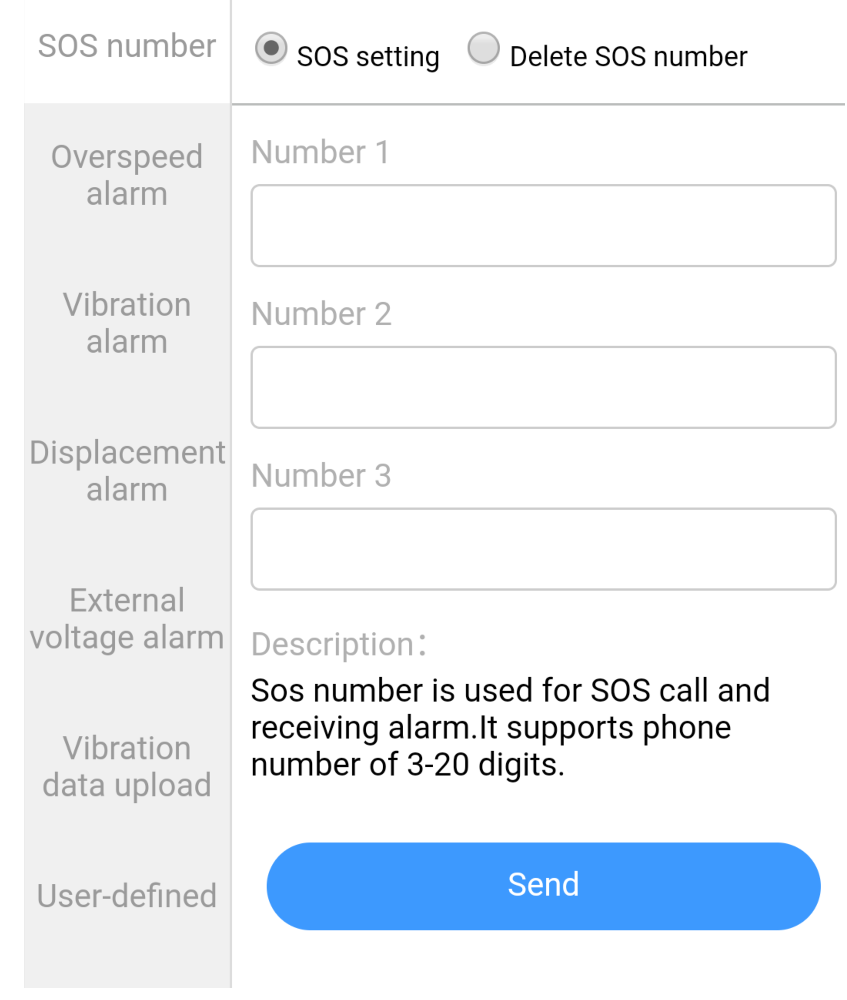 SOS number
Overspeed
alarm
Vibration
alarm
Displacement
alarm
External
voltage alarm
Vibration
data upload
User-defined
SOS setting
Delete SOS number
Number 1
Number 2
Number 3
Description：
Sos number is used for SOS call and
receiving alarm.It supports phone
number of 3-20 digits.
Send